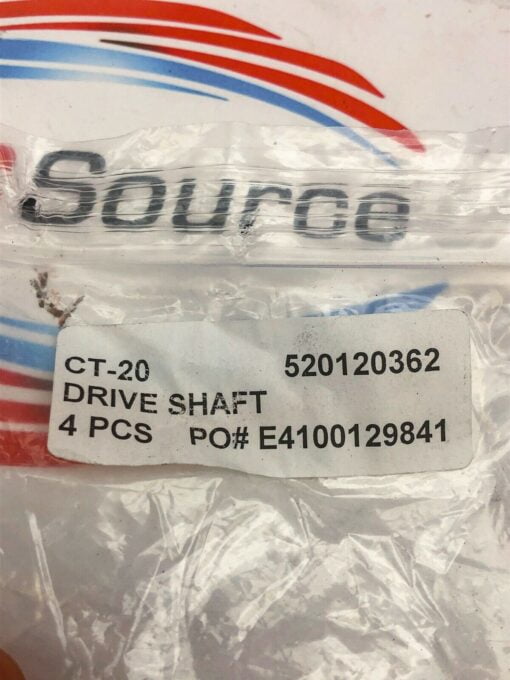 Source
CT-20 520120362
DRIVE SHAFT
4 PCS PO# E4100129841